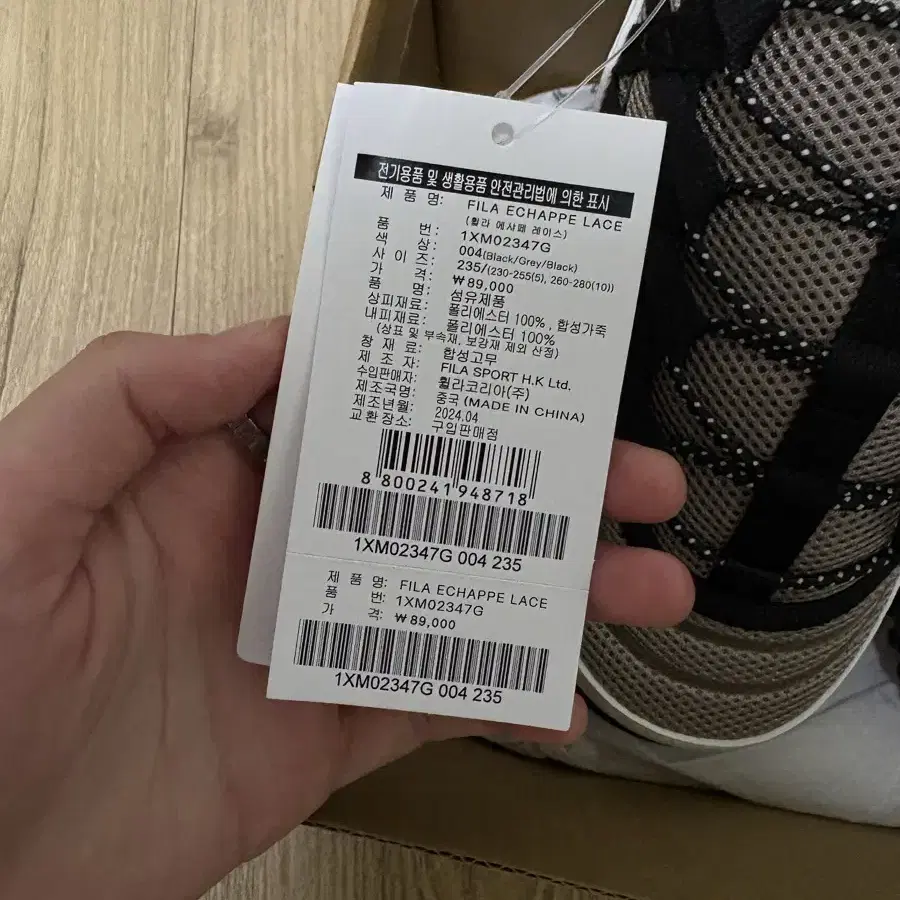 전기용품 및 생활용품 안전관리법에 의한 표시
제 품 명: FILA ECHAPPE LACE
(휠라 에샤페 레이스)
품 번: 1XM02347G
색 상: 004(Black/Grey/Black)
사 이 즈: 235/(230-255(5), 260-280(10))
가 격: ₩89,000
품 명: 섬유제품
상피재료: 폴리에스터 100% , 합성가죽
내피재료: 폴리에스터 100%
(상표 및 부속재, 보강재 제외 산정)
창 재 료: 합성고무
제 조 자: FILA SPORT H.K Ltd.
수입판매자: 휠라코리아(주)
제조국명: 중국 (MADE IN CHINA)
제조년월: 2024.04
교환장소: 구입판매점
8 800241 948718
1XM02347G 004 235
제 품 명: FILA ECHAPPE LACE
품 번: 1XM02347G
가 격: ₩89,000
1XM02347G 004 235